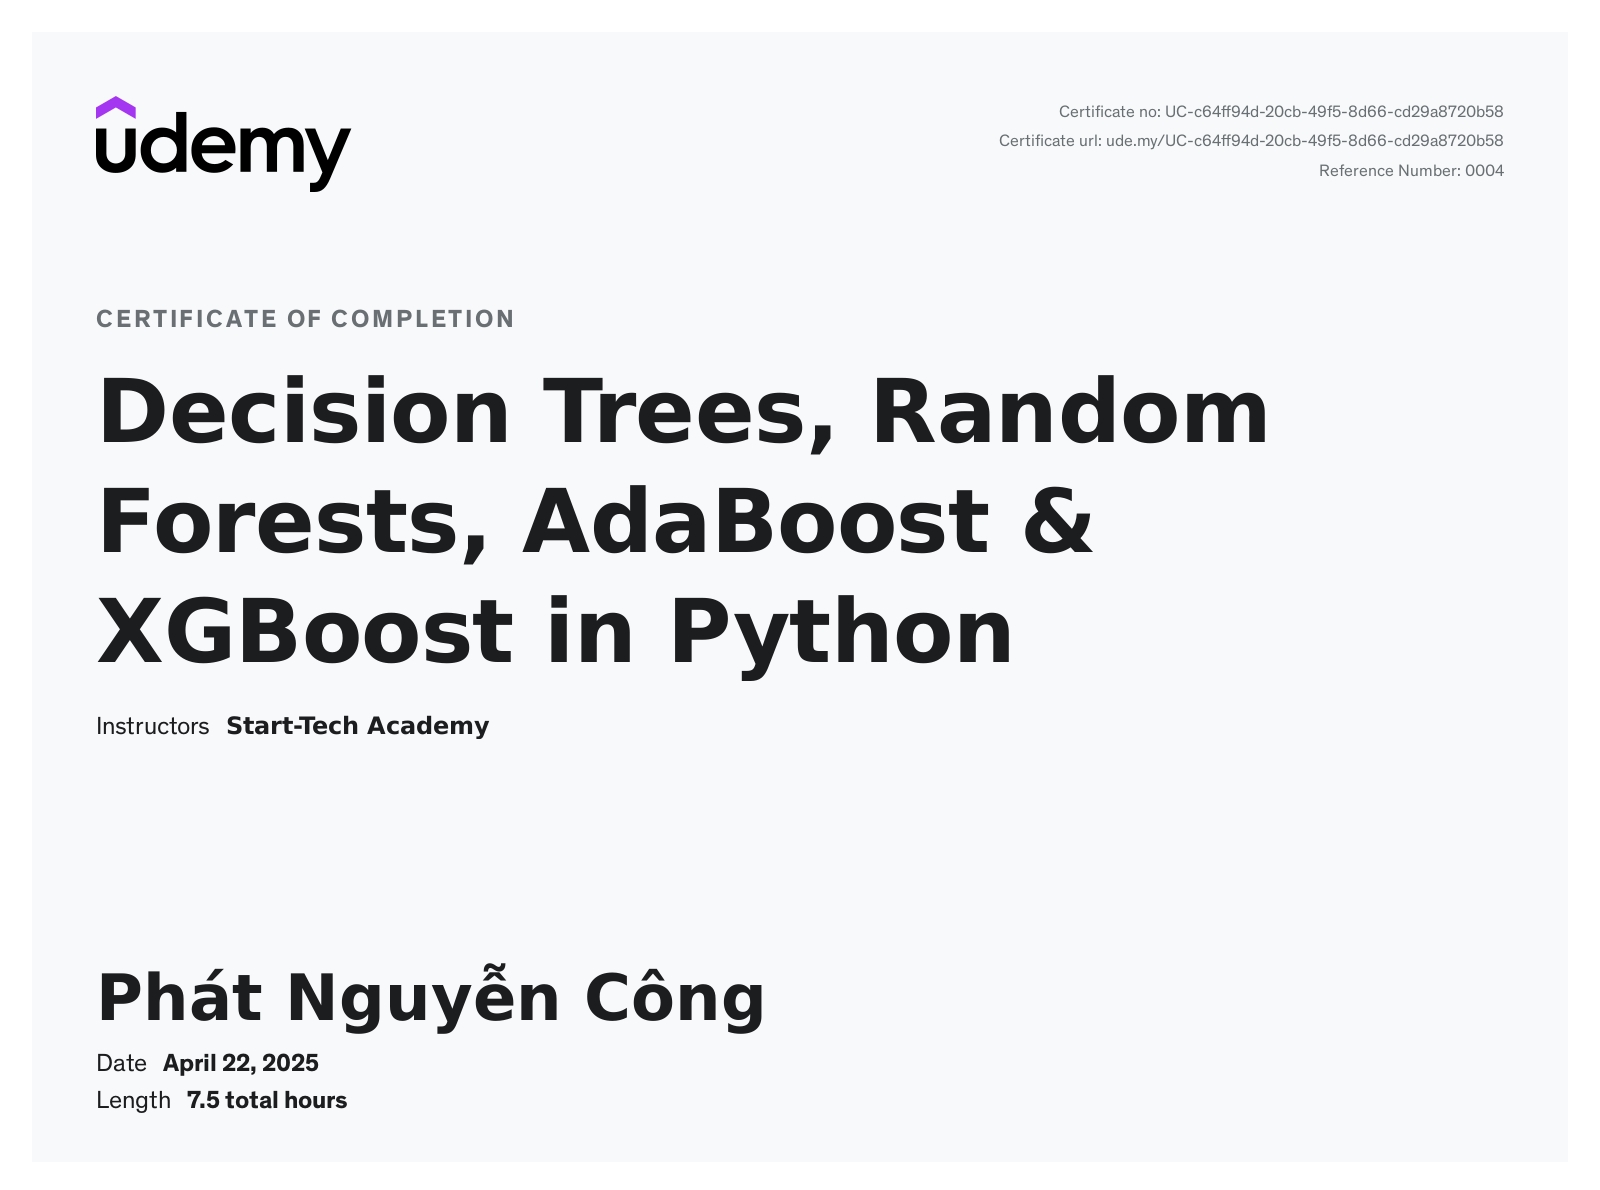 udemy
Certificate no: UC-c64ff94d-20cb-49f5-8d66-cd29a8720b58
Certificate url: ude.my/UC-c64ff94d-20cb-49f5-8d66-cd29a8720b58
Reference Number: 0004
CERTIFICATE OF COMPLETION
Decision Trees, Random
Forests, AdaBoost &
XGBoost in Python
Instructors Start-Tech Academy
Phát Nguyễn Công
Date April 22, 2025
Length 7.5 total hours